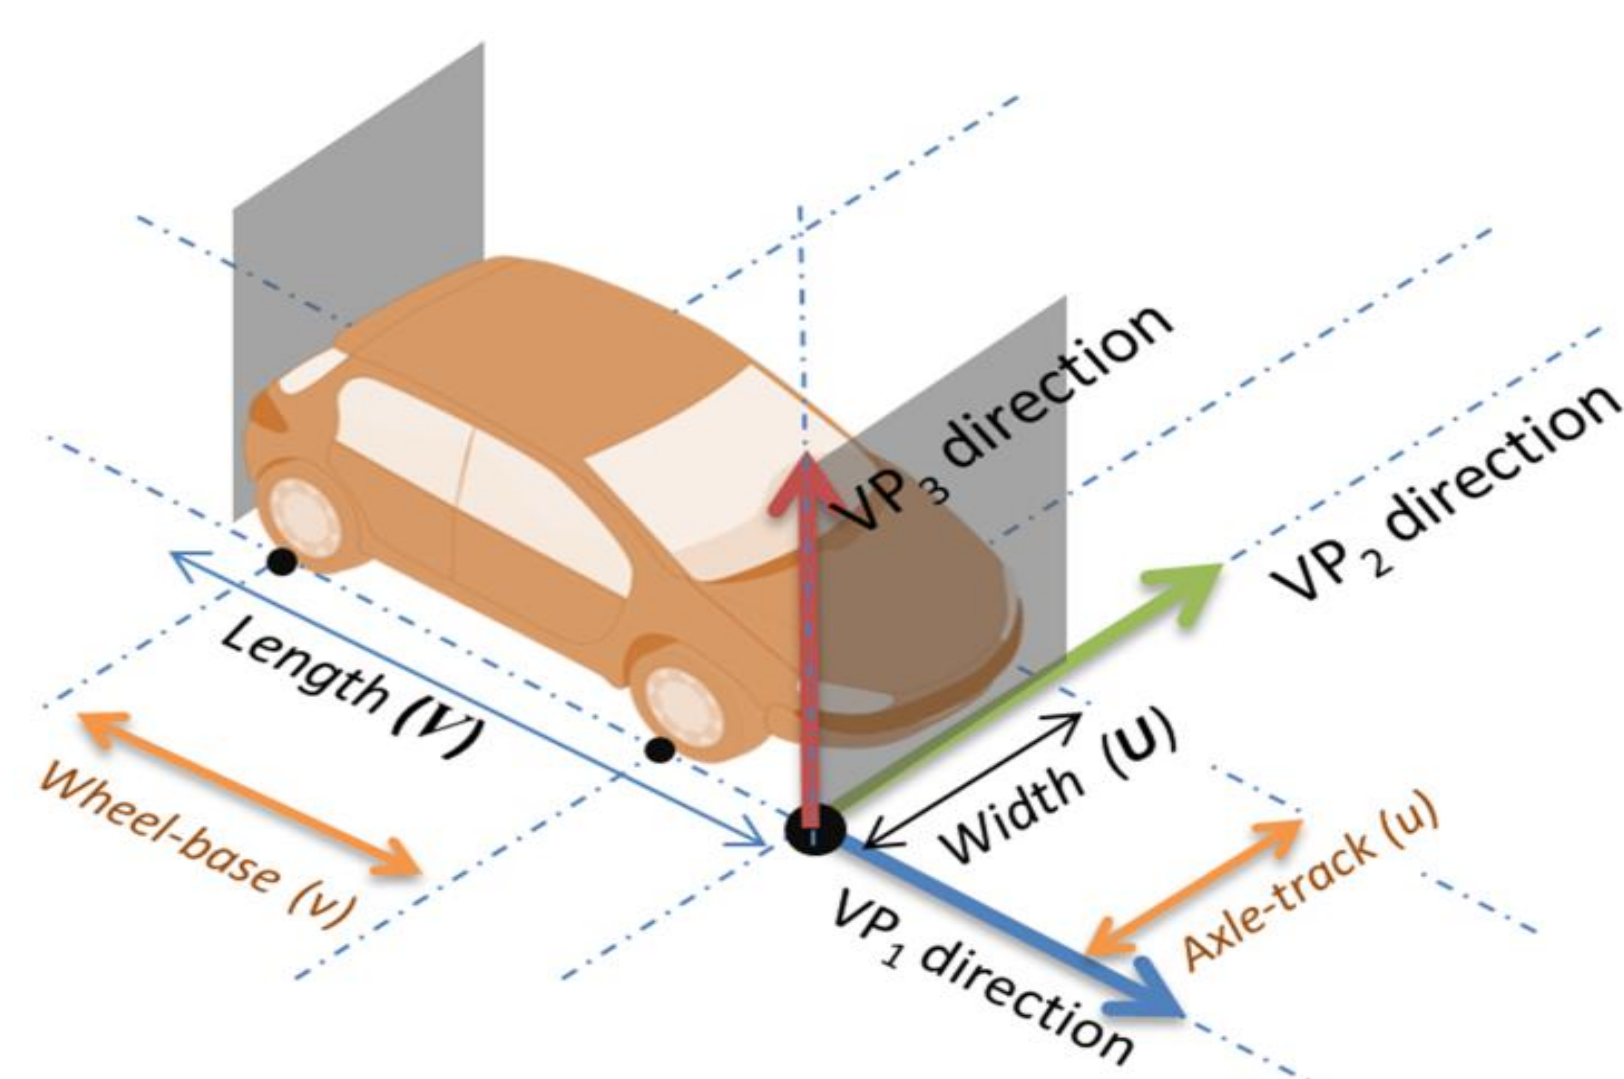 VP3 direction
VP2 direction
Length (V)
Width (U)
Wheel-base (v)
Axle-track (u)
VP1 direction